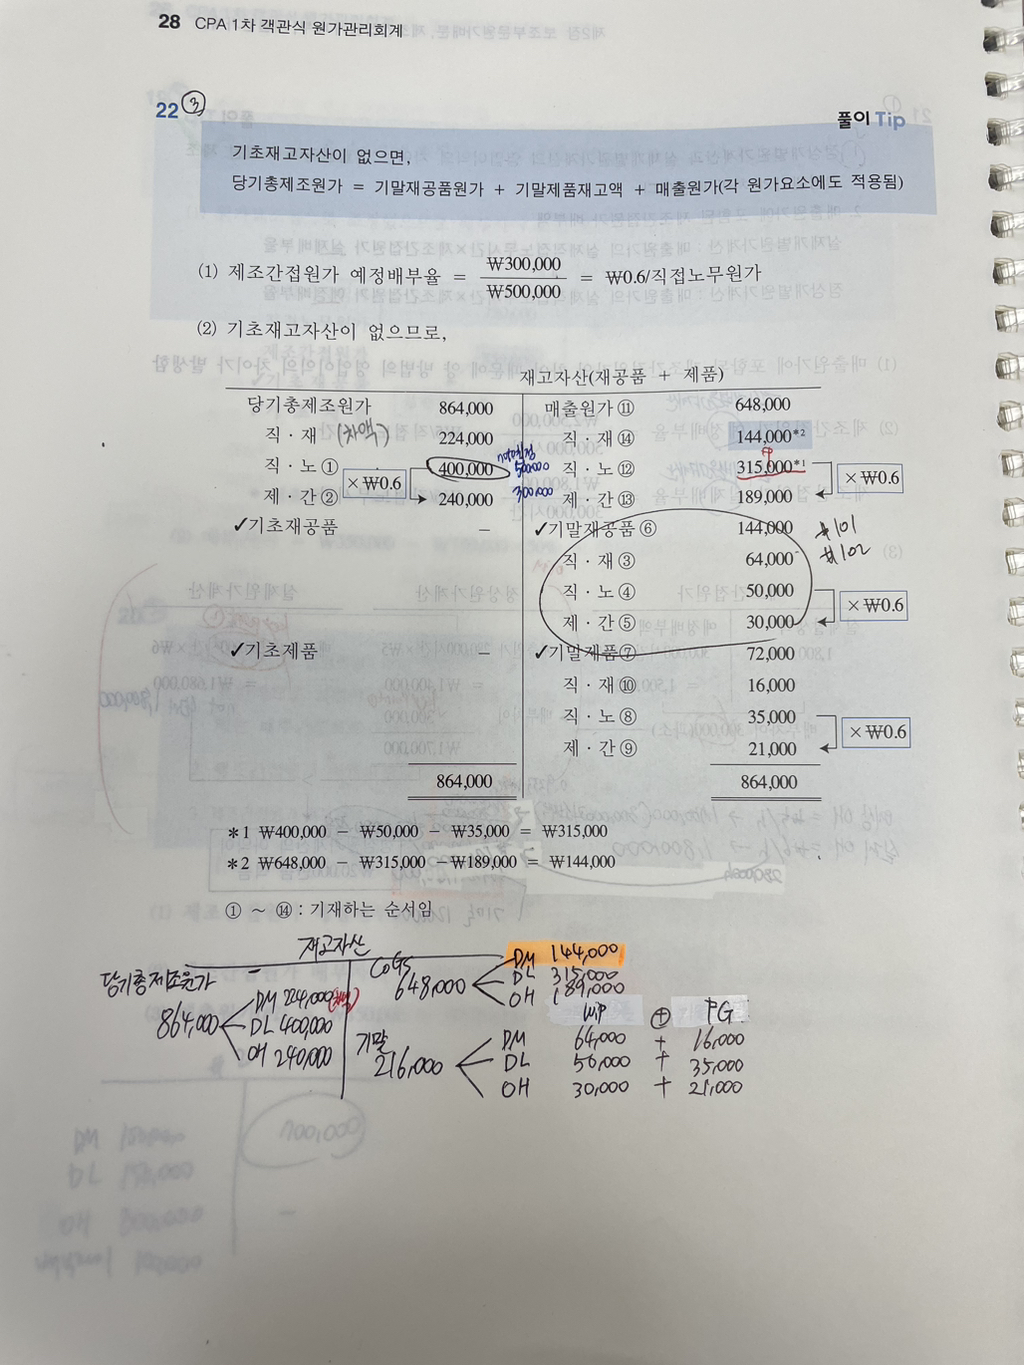 28 CPA 1차 객관식 원가관리회계
22 ③
풀이 Tip
기초재고자산이 없으면,
당기총제조원가 = 기말재공품원가 + 기말제품재고액 + 매출원가(각 원가요소에도 적용됨)
(1) 제조간접원가 예정배부율 = ₩300,000 / ₩500,000 = ₩0.6/직접노무원가
(2) 기초재고자산이 없으므로,
재고자산(재공품 + 제품)
당기총제조원가 864,000 매출원가⑪ 648,000
직·재 (차액) 224,000 직·재⑭ 144,000*2
직·노① 400,000 500,000 직·노⑫ 315,000*1
×₩0.6 ×₩0.6
제·간② 240,000 300,000 제·간⑬ 189,000
✓기초재공품 – ✓기말재공품⑥ 144,000 #101
직·재③ 64,000 #102
직·노④ 50,000
×₩0.6
제·간⑤ 30,000
✓기초제품 – ✓기말제품⑦ 72,000
직·재⑩ 16,000
직·노⑧ 35,000
×₩0.6
제·간⑨ 21,000
864,000 864,000
*1 ₩400,000 − ₩50,000 − ₩35,000 = ₩315,000
*2 ₩648,000 − ₩315,000 −₩189,000 = ₩144,000
① ~ ⑭ : 기재하는 순서임
재고자산
당기총제조원가 –
864,000
DM 224,000
DL 400,000
OH 240,000
COGS
648,000
DM 144,000
DL 315,000
OH 189,000
WIP ⊕ FG
기말
216,000
DM 64,000 + 16,000
DL 50,000 + 35,000
OH 30,000 + 21,000